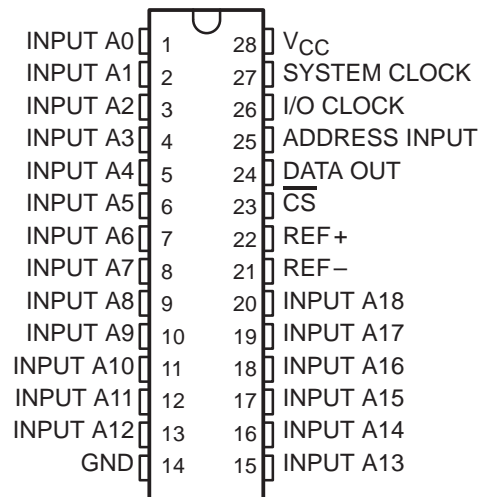 INPUT A0 1 28 VCC
INPUT A1 2 27 SYSTEM CLOCK
INPUT A2 3 26 I/O CLOCK
INPUT A3 4 25 ADDRESS INPUT
INPUT A4 5 24 DATA OUT
INPUT A5 6 23 C̅S̅
INPUT A6 7 22 REF+
INPUT A7 8 21 REF–
INPUT A8 9 20 INPUT A18
INPUT A9 10 19 INPUT A17
INPUT A10 11 18 INPUT A16
INPUT A11 12 17 INPUT A15
INPUT A12 13 16 INPUT A14
GND 14 15 INPUT A13